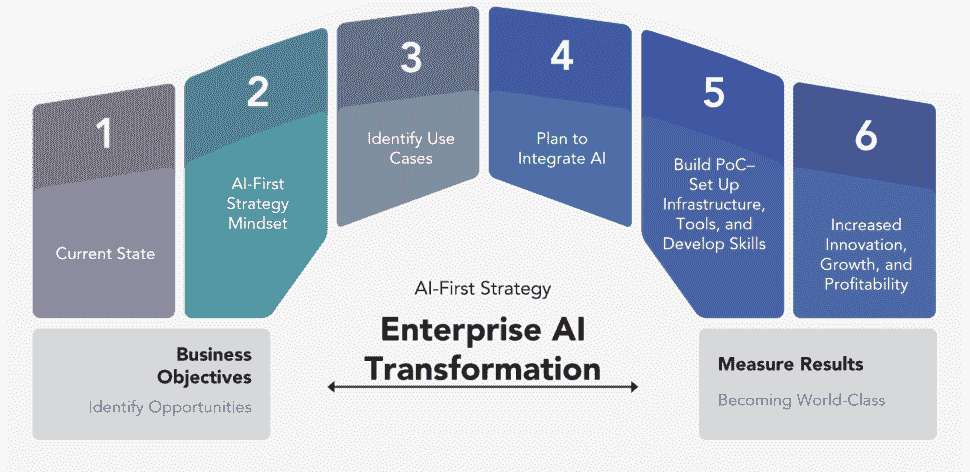 1
Current State
2
AI-First
Strategy
Mindset
3
Identify Use
Cases
4
Plan to
Integrate AI
5
Build PoC–
Set Up
Infrastructure,
Tools, and
Develop Skills
6
Increased
Innovation,
Growth, and
Profitability
AI-First Strategy
Enterprise AI
Transformation
Business
Objectives
Identify Opportunities
Measure Results
Becoming World-Class